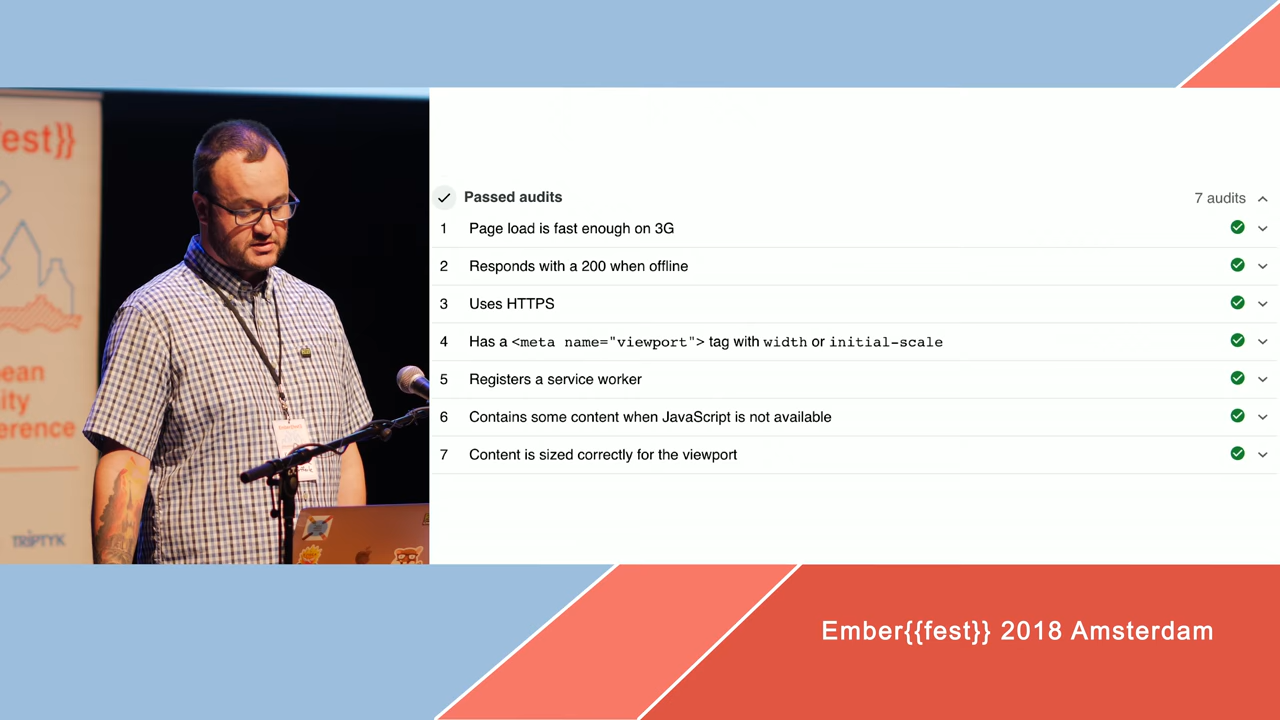 est}}
pean
ity
erence
TRIPTYK
Passed audits
7 audits
1 Page load is fast enough on 3G
2 Responds with a 200 when offline
3 Uses HTTPS
4 Has a <meta name="viewport"> tag with width or initial-scale
5 Registers a service worker
6 Contains some content when JavaScript is not available
7 Content is sized correctly for the viewport
Ember{{fest}} 2018 Amsterdam